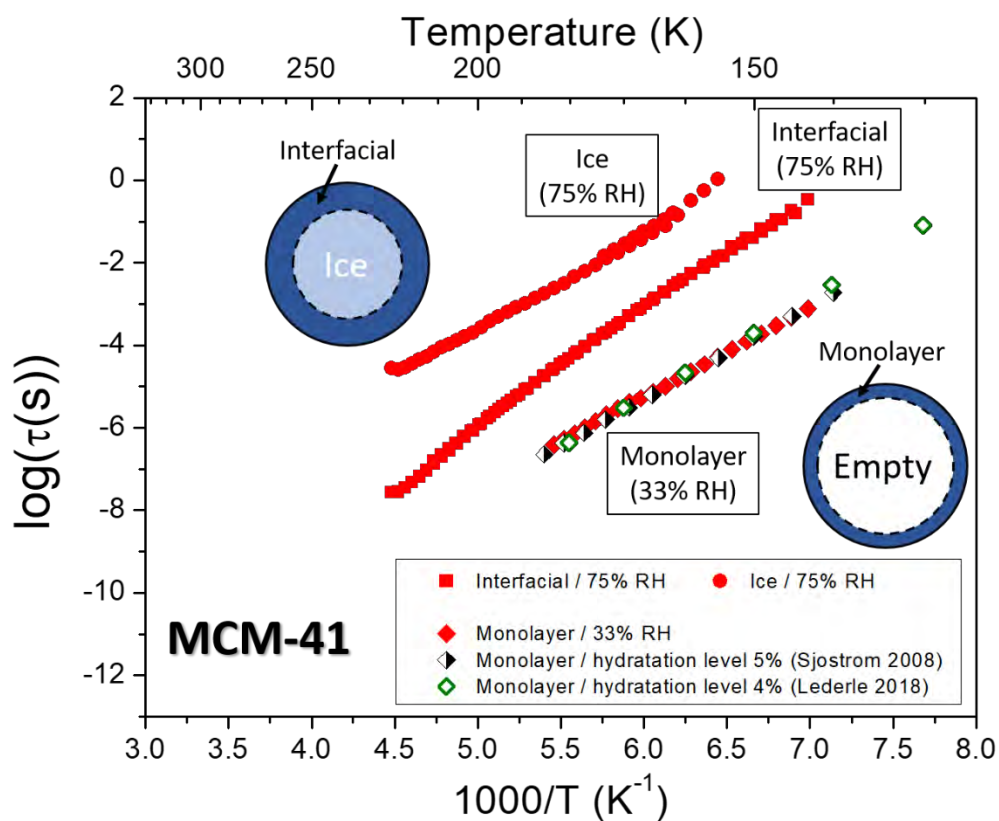 Temperature (K)
300 250 200 150
2
0
-2
-4
-6
-8
-10
-12
log(τ(s))
Interfacial
Ice
Ice
(75% RH)
Interfacial
(75% RH)
Monolayer
Empty
Monolayer
(33% RH)
MCM-41
Interfacial / 75% RH Ice / 75% RH
Monolayer / 33% RH
Monolayer / hydratation level 5% (Sjostrom 2008)
Monolayer / hydratation level 4% (Lederle 2018)
3.0 3.5 4.0 4.5 5.0 5.5 6.0 6.5 7.0 7.5 8.0
1000/T (K⁻¹)